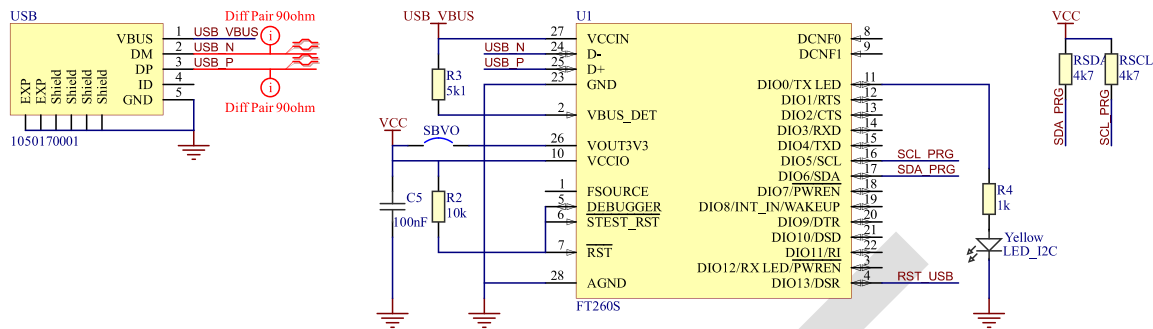 USB
VBUS 1 USB_VBUS
DM 2 USB_N
DP 3 USB_P
ID 4
GND 5
EXP
EXP
Shield
Shield
Shield
Shield
1050170001
Diff Pair 90ohm
i
i
Diff Pair 90ohm
USB_VBUS
R3
5k1
VCC
SBVO
C5
100nF
R2
10k
U1
USB_N
USB_P
27 VCCIN
24 D-
25 D+
23 GND
2 VBUS_DET
26 VOUT3V3
10 VCCIO
1 FSOURCE
5 DEBUGGER
6 STEST_RST
7 RST
28 AGND
DCNF0 8
DCNF1 9
DIO0/TX LED 11
DIO1/RTS 12
DIO2/CTS 13
DIO3/RXD 14
DIO4/TXD 15
DIO5/SCL 16 SCL_PRG
DIO6/SDA 17 SDA_PRG
DIO7/PWREN 18
DIO8/INT_IN/WAKEUP 19
DIO9/DTR 20
DIO10/DSD 21
DIO11/RI 22
DIO12/RX LED/PWREN 3
DIO13/DSR 4 RST_USB
FT260S
R4
1k
Yellow
LED_I2C
VCC
RSDA
4k7
RSCL
4k7
SDA_PRG
SCL_PRG